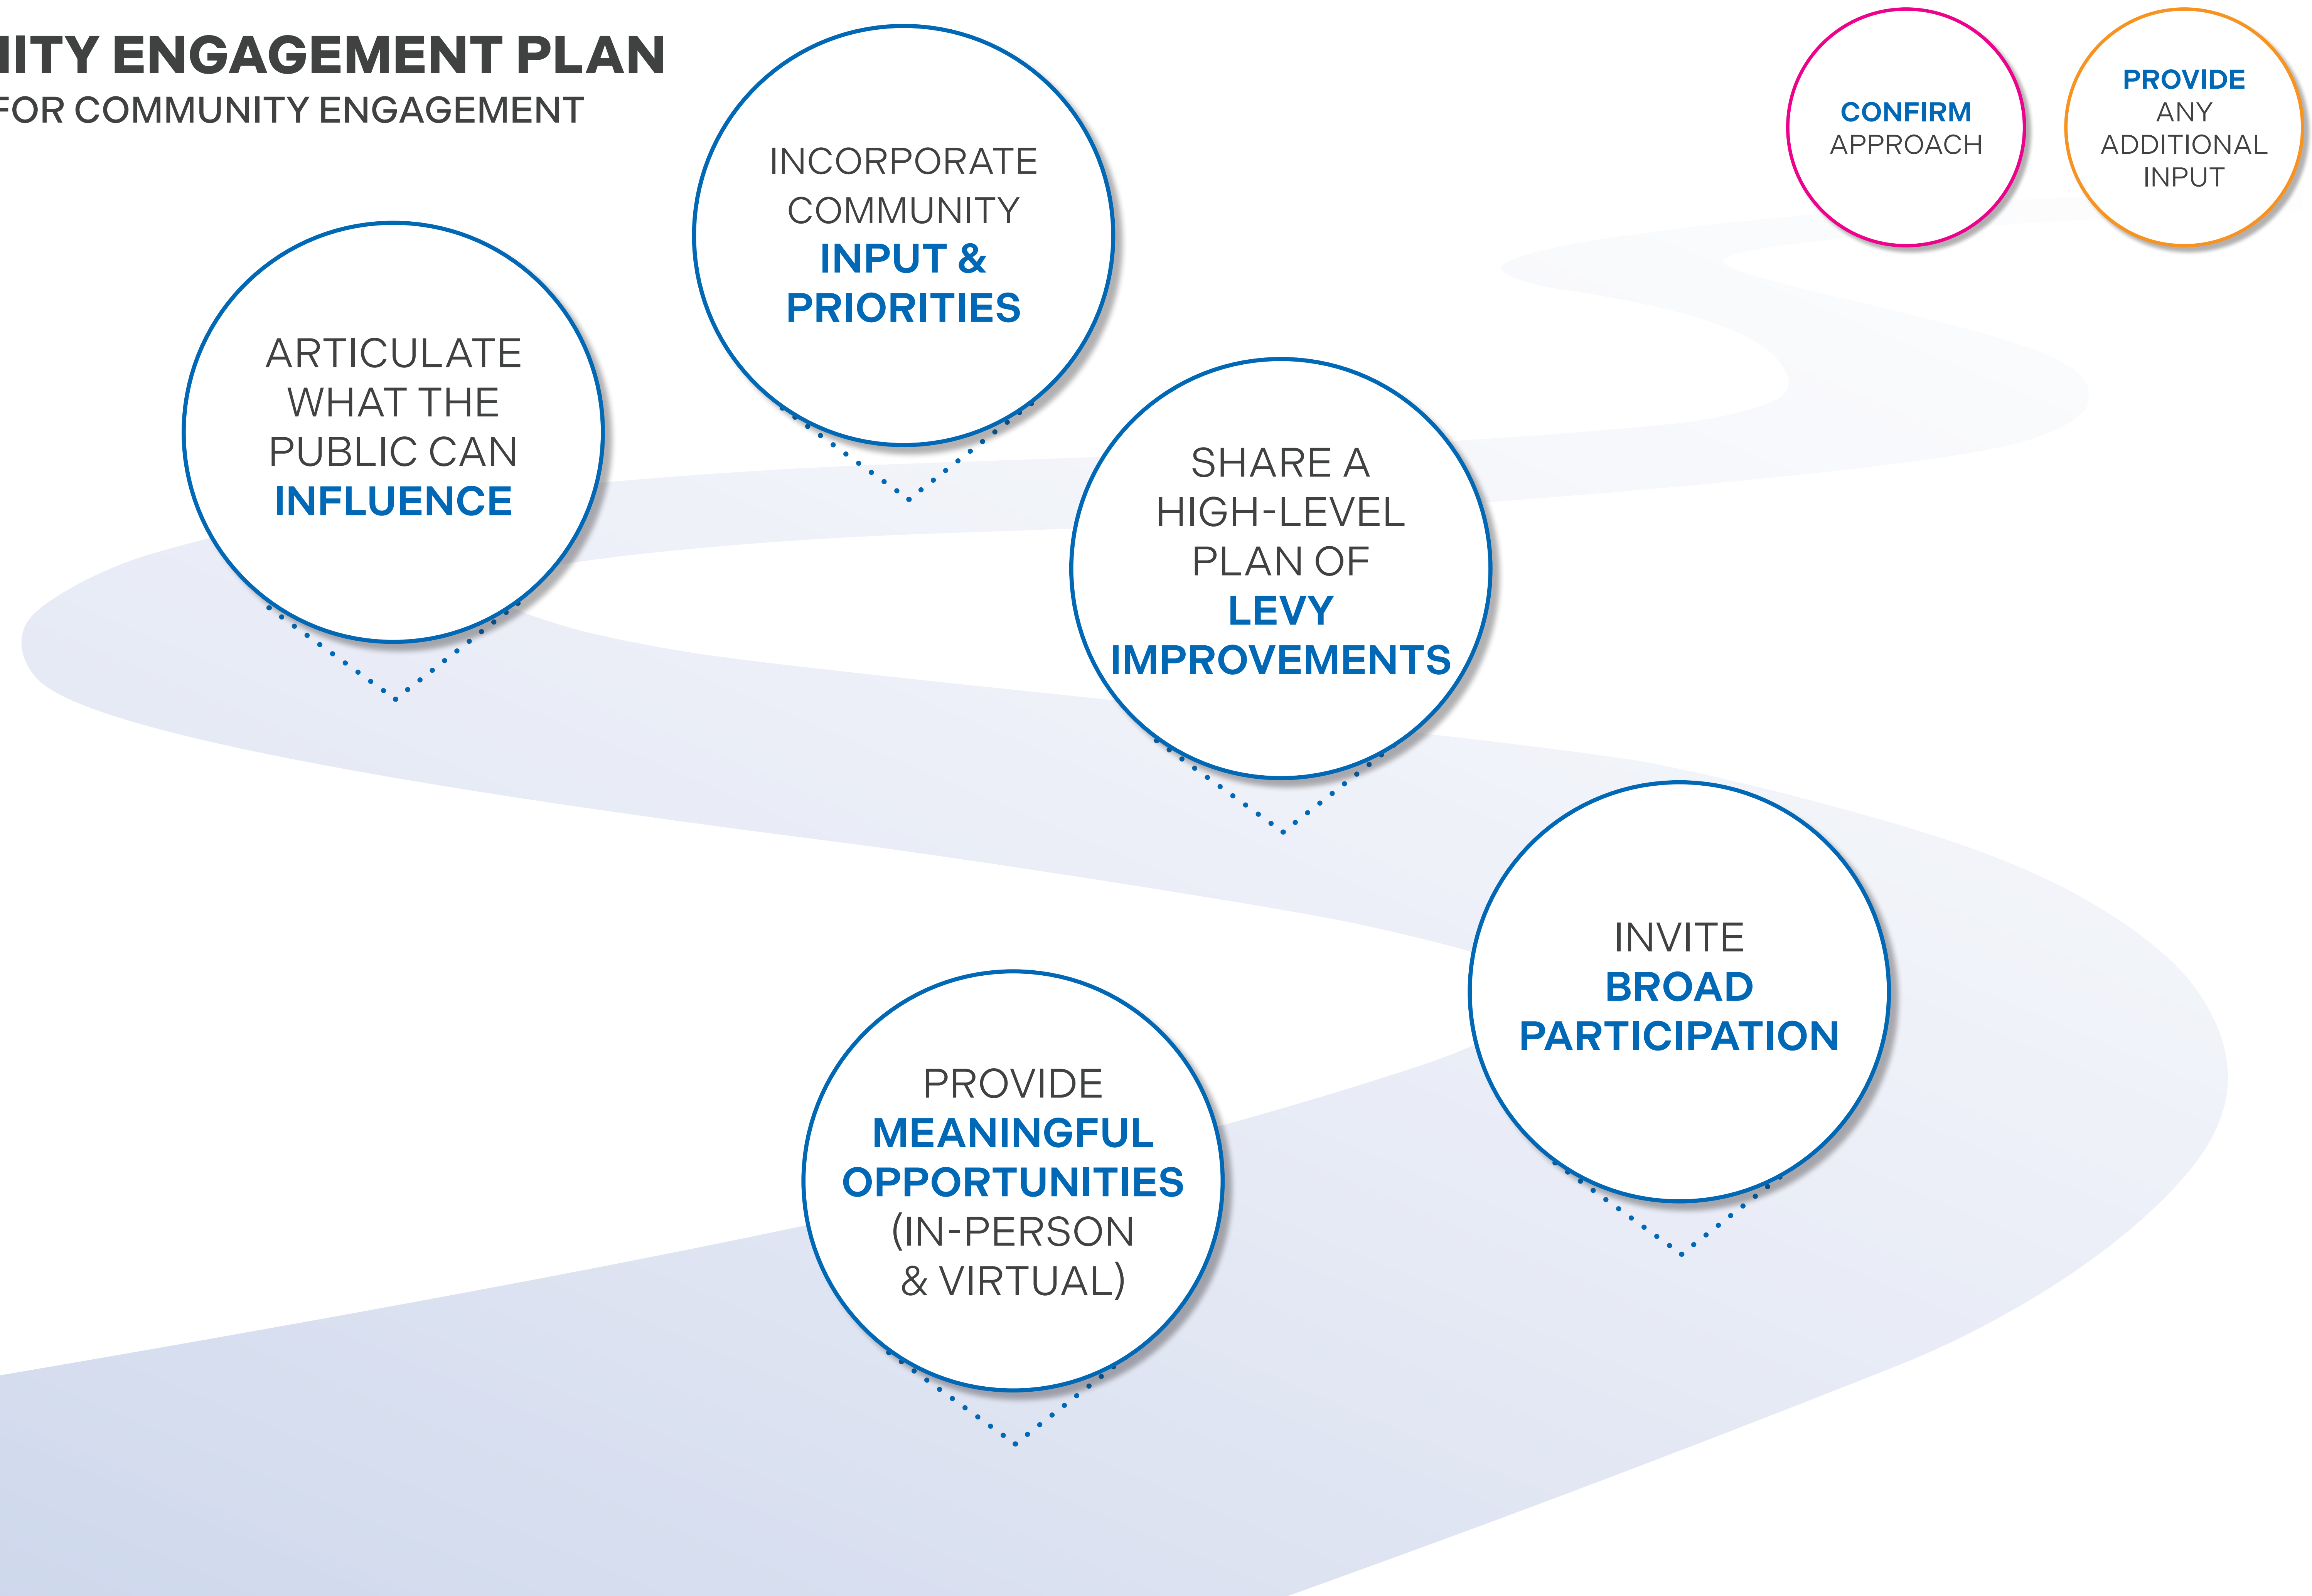 ITY ENGAGEMENT PLAN
FOR COMMUNITY ENGAGEMENT
INCORPORATE
COMMUNITY
INPUT &
PRIORITIES
CONFIRM
APPROACH
PROVIDE
ANY
ADDITIONAL
INPUT
ARTICULATE
WHAT THE
PUBLIC CAN
INFLUENCE
SHARE A
HIGH-LEVEL
PLAN OF
LEVY
IMPROVEMENTS
INVITE
BROAD
PARTICIPATION
PROVIDE
MEANINGFUL
OPPORTUNITIES
(IN-PERSON
& VIRTUAL)